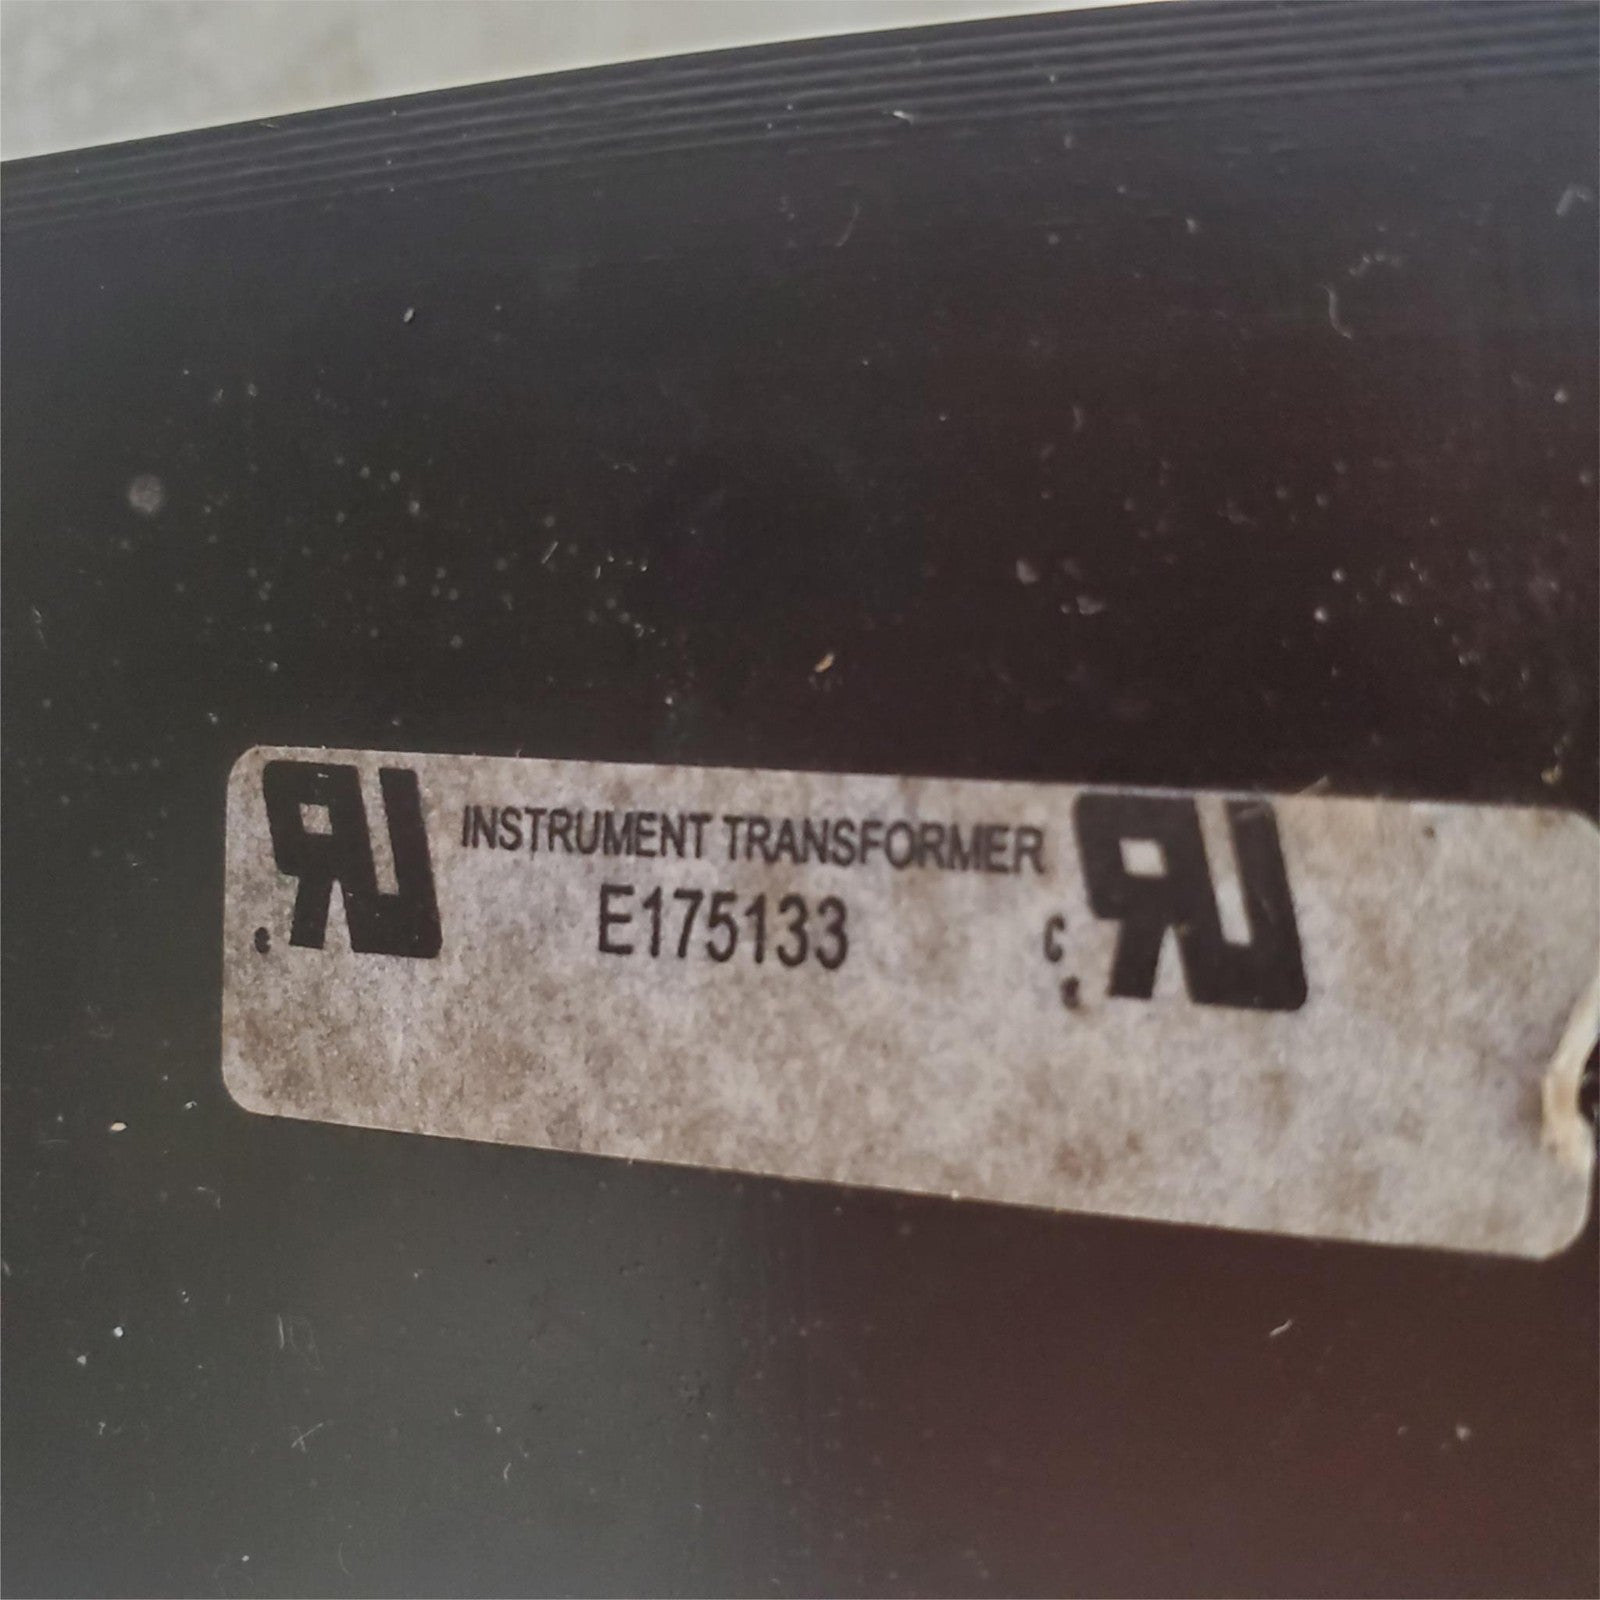 INSTRUMENT TRANSFORMER
E175133
C